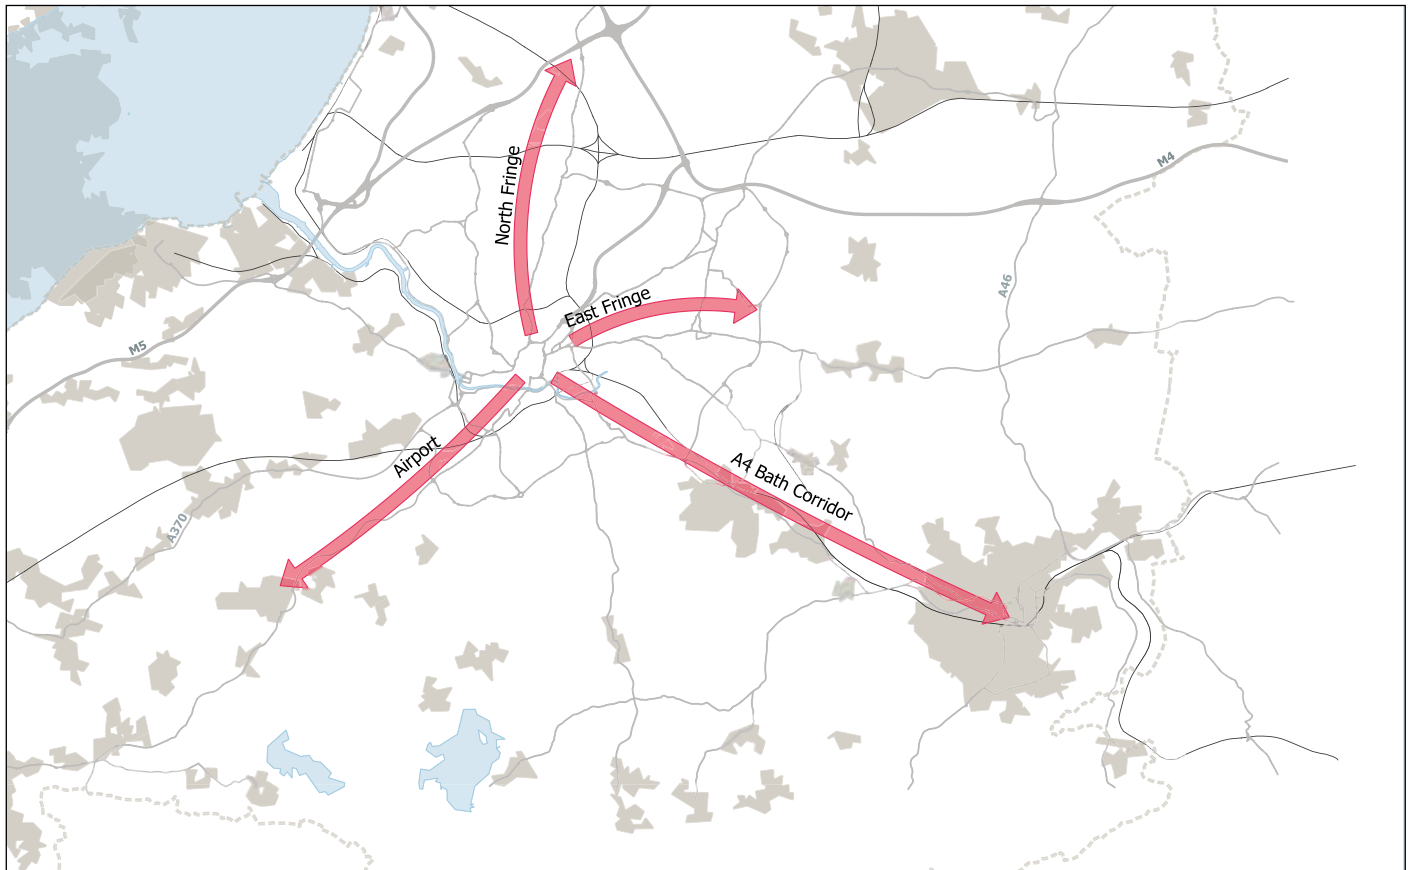 M4
North Fringe
A46
East Fringe
M5
Airport
A4 Bath Corridor
A370